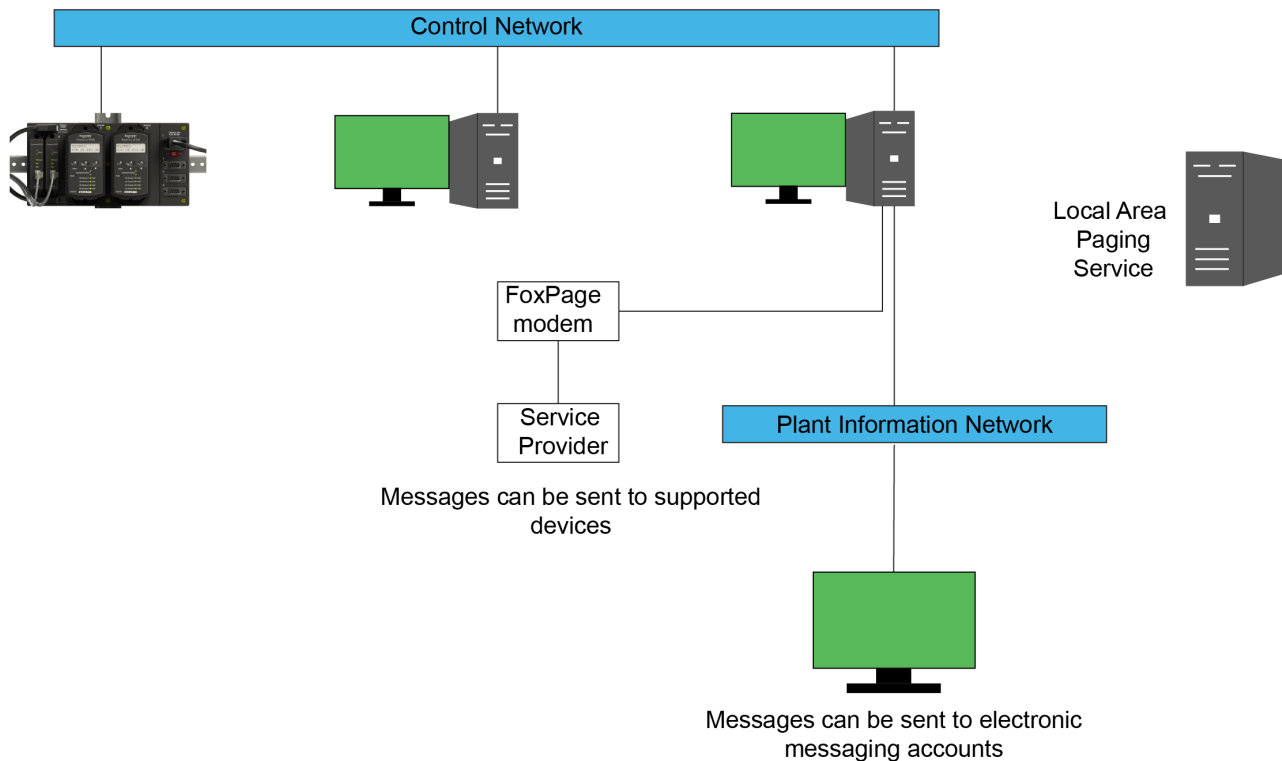 Control Network
Local Area
Paging
Service
FoxPage
modem
Service
Provider
Plant Information Network
Messages can be sent to supported
devices
Messages can be sent to electronic
messaging accounts